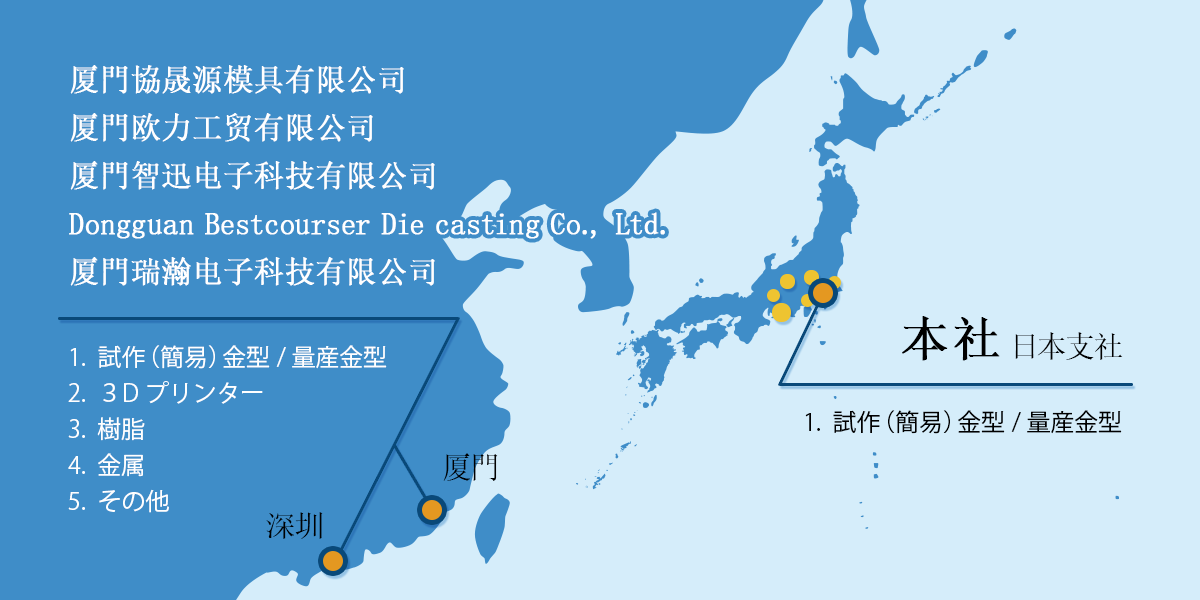 厦門協晟源模具有限公司
厦門欧力工贸有限公司
厦門智迅电子科技有限公司
Dongguan Bestcourser Die casting Co., Ltd.
厦門瑞瀚电子科技有限公司
1. 試作（簡易）金型 / 量産金型
2. ３Ｄ プリンター
3. 樹脂
4. 金属
5. その他
厦門
深圳
本社 日本支社
1. 試作（簡易）金型 / 量産金型